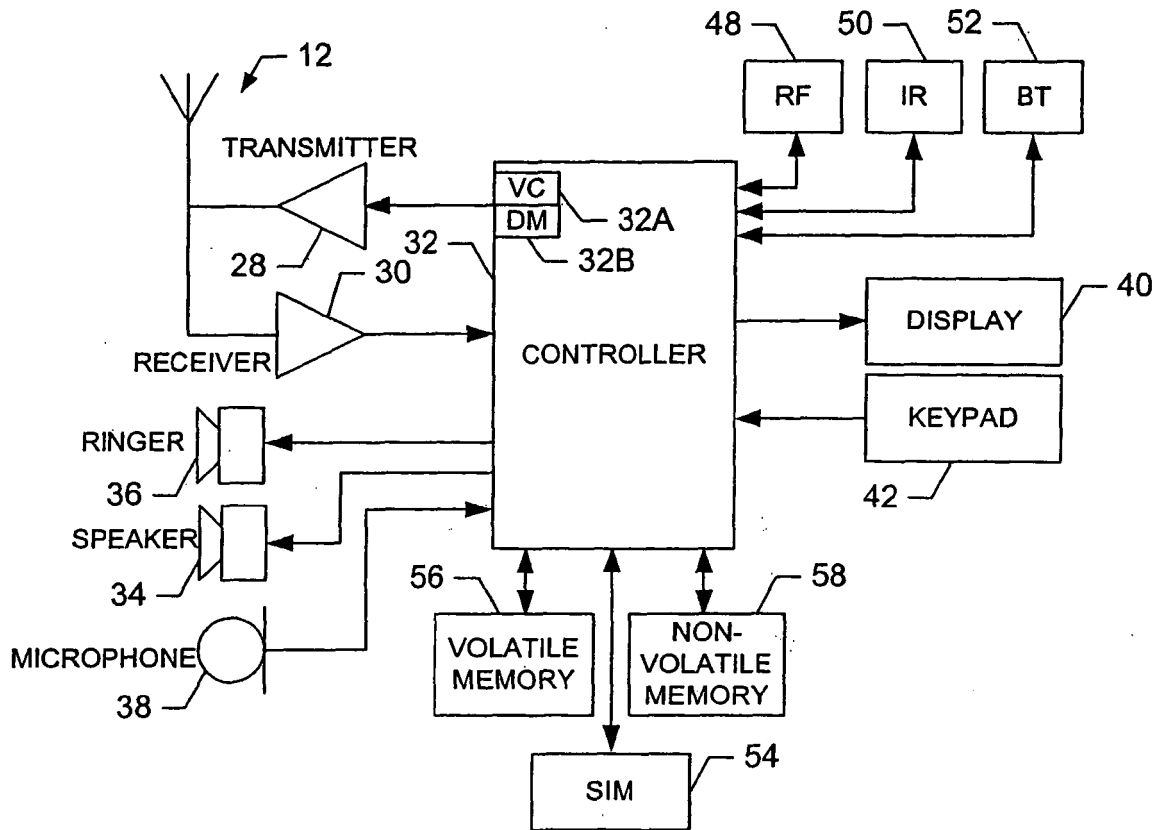 48
50
52
12
RF
IR
BT
TRANSMITTER
VC
DM
32A
32
32B
28
30
40
DISPLAY
CONTROLLER
RECEIVER
KEYPAD
RINGER
36
42
SPEAKER
34
56
58
VOLATILE
MEMORY
NON-
VOLATILE
MEMORY
MICROPHONE
38
54
SIM